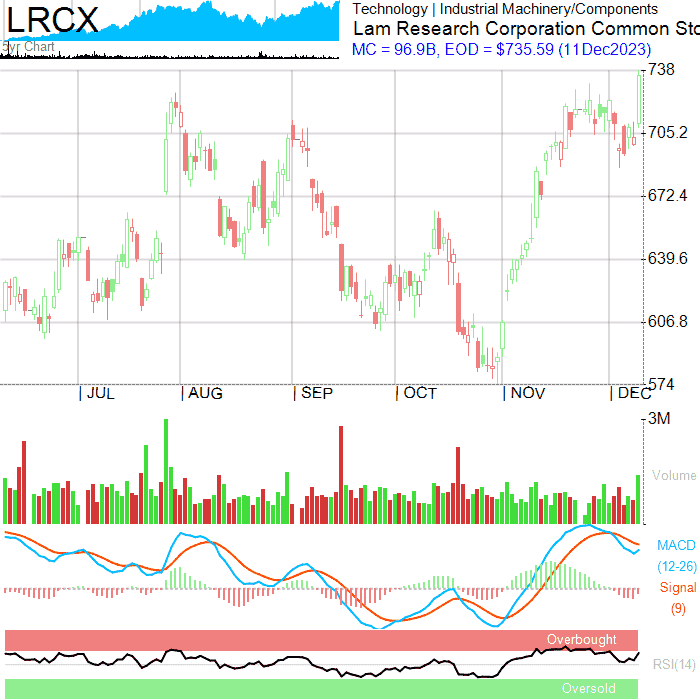 LRCX
5yr Chart
Technology | Industrial Machinery/Components
Lam Research Corporation Common Sto
MC = 96.9B, EOD = $735.59 (11Dec2023)
738
705.2
672.4
639.6
606.8
574
| JUL | AUG | SEP | OCT | NOV | DEC
3M
Volume
MACD
(12-26)
Signal
(9)
Overbought
RSI(14)
Oversold